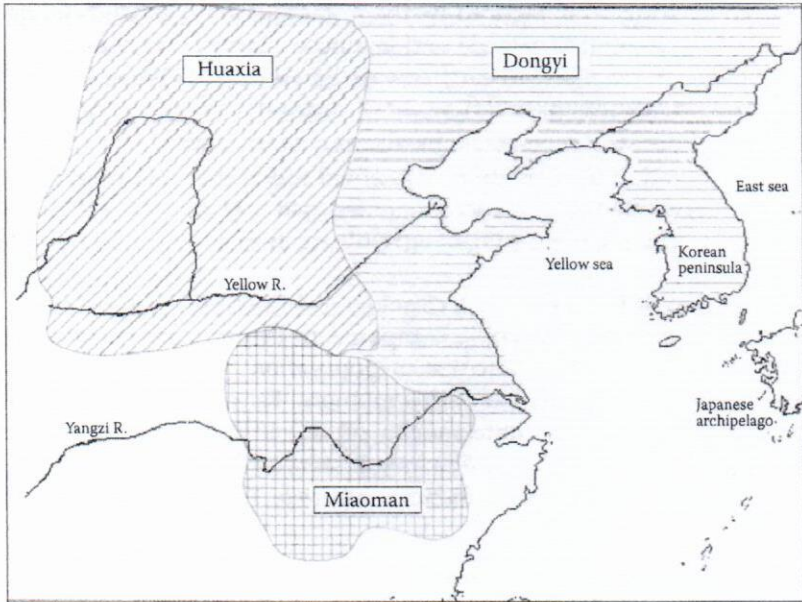 Huaxia
Dongyi
East sea
Korean
peninsula
Yellow sea
Yellow R.
Japanese
archipelago
Yangzi R.
Miaoman